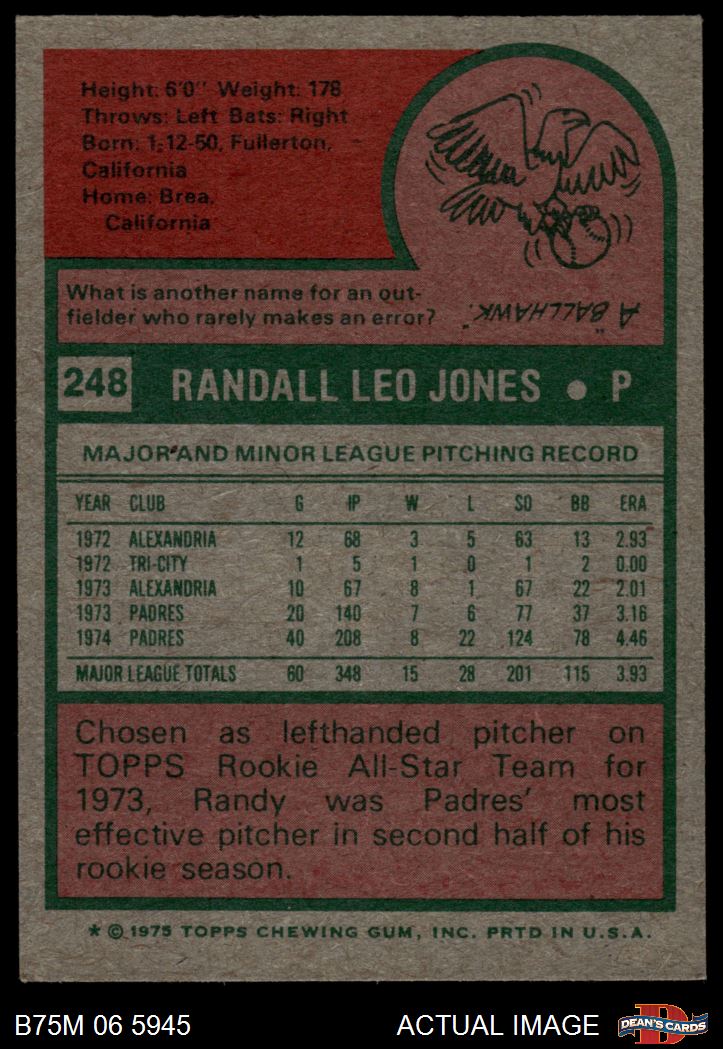 Height: 6'0" Weight: 178
Throws: Left Bats: Right
Born: 1-12-50, Fullerton,
California
Home: Brea,
California
What is another name for an out-
fielder who rarely makes an error?
A "BALLHAWK."
248 RANDALL LEO JONES • P
MAJOR AND MINOR LEAGUE PITCHING RECORD
YEAR CLUB G IP W L SO BB ERA
1972 ALEXANDRIA 12 68 3 5 63 13 2.93
1972 TRI-CITY 1 5 1 0 1 2 0.00
1973 ALEXANDRIA 10 67 8 1 67 22 2.01
1973 PADRES 20 140 7 6 77 37 3.16
1974 PADRES 40 208 8 22 124 78 4.46
MAJOR LEAGUE TOTALS 60 348 15 28 201 115 3.93
Chosen as lefthanded pitcher on
TOPPS Rookie All-Star Team for
1973, Randy was Padres' most
effective pitcher in second half of his
rookie season.
* © 1975 TOPPS CHEWING GUM, INC. PRTD IN U.S.A.
B75M 06 5945 ACTUAL IMAGE D DEAN'S CARDS